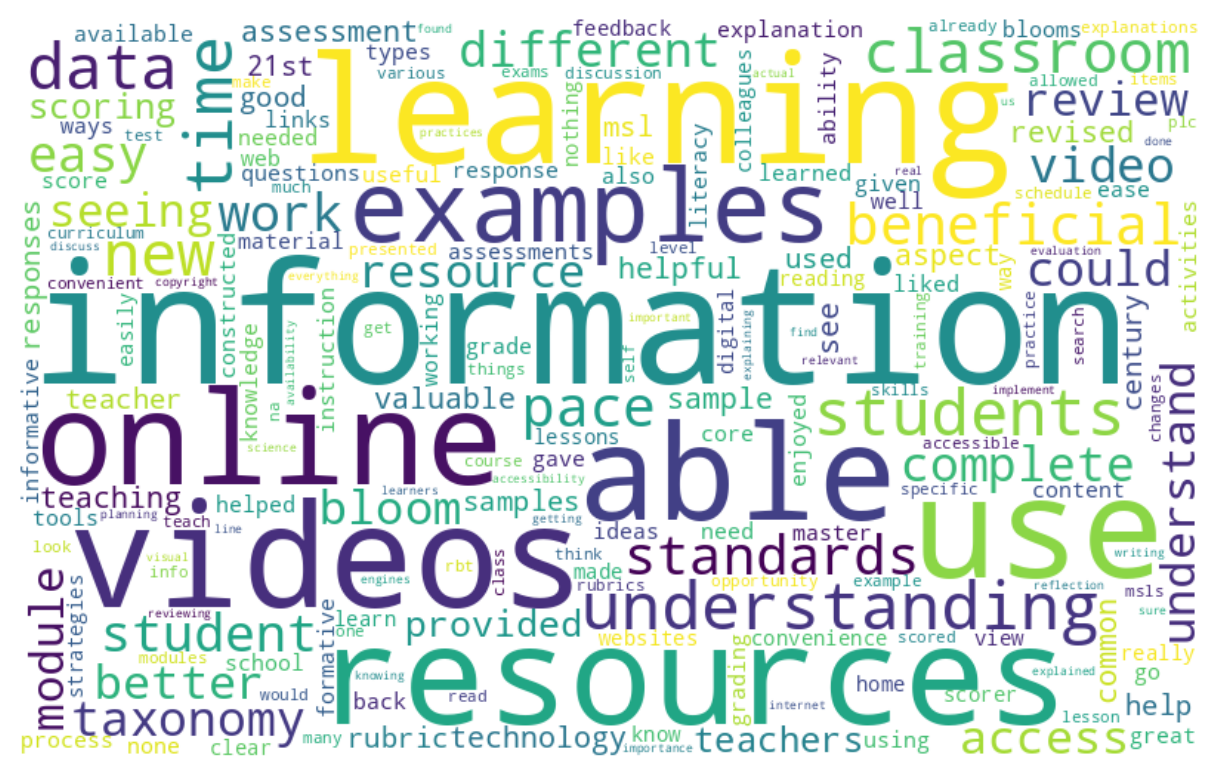 available
assessment
found
different
feedback
explanation
already
blooms
explanations
data
time
21st
types
learning
classroom
scoring
make
good
various
exams
discussion
actual
colleagues
ability
allowed
items
review
ways
test
links
needed
practices
nothing
msl
us
revised
plc
easy
web
questions
useful
response
like
also
literacy
learned
given
real
video
done
score
much
examples
well
schedule
ease
seeing
work
beneficial
responses
curriculum
discuss
new
material
presented
assessments
level
used
aspect
way
evaluation
could
activities
convenient
copyright
constructed
everything
resource
helpful
reading
liked
information
easily
knowledge
availability
instruction
get
working
grade
things
important
self
digital
explaining
see
find
relevant
training
practice
search
century
informative
teacher
na
science
valuable
pace
sample
skills
implement
students
changes
understand
online
lessons
core
enjoyed
accessible
course
gave
accessibility
able
complete
teaching
helped
bloom
learners
samples
specific
content
use
tools
planning
teach
line
getting
ideas
need
master
look
videos
visual
info
think
standards
writing
module
strategies
engines
rbt
class
made
rubrics
opportunity
example
reflection
msls
reviewing
formative
understanding
sure
student
learn
one
provided
websites
convenience
scored
view
common
really
modules
school
knowing
resources
grading
explained
go
better
would
back
read
home
scorer
internet
lesson
help
taxonomy
process
none
clear
many
rubric
technology
importance
know
teachers
using
access
great